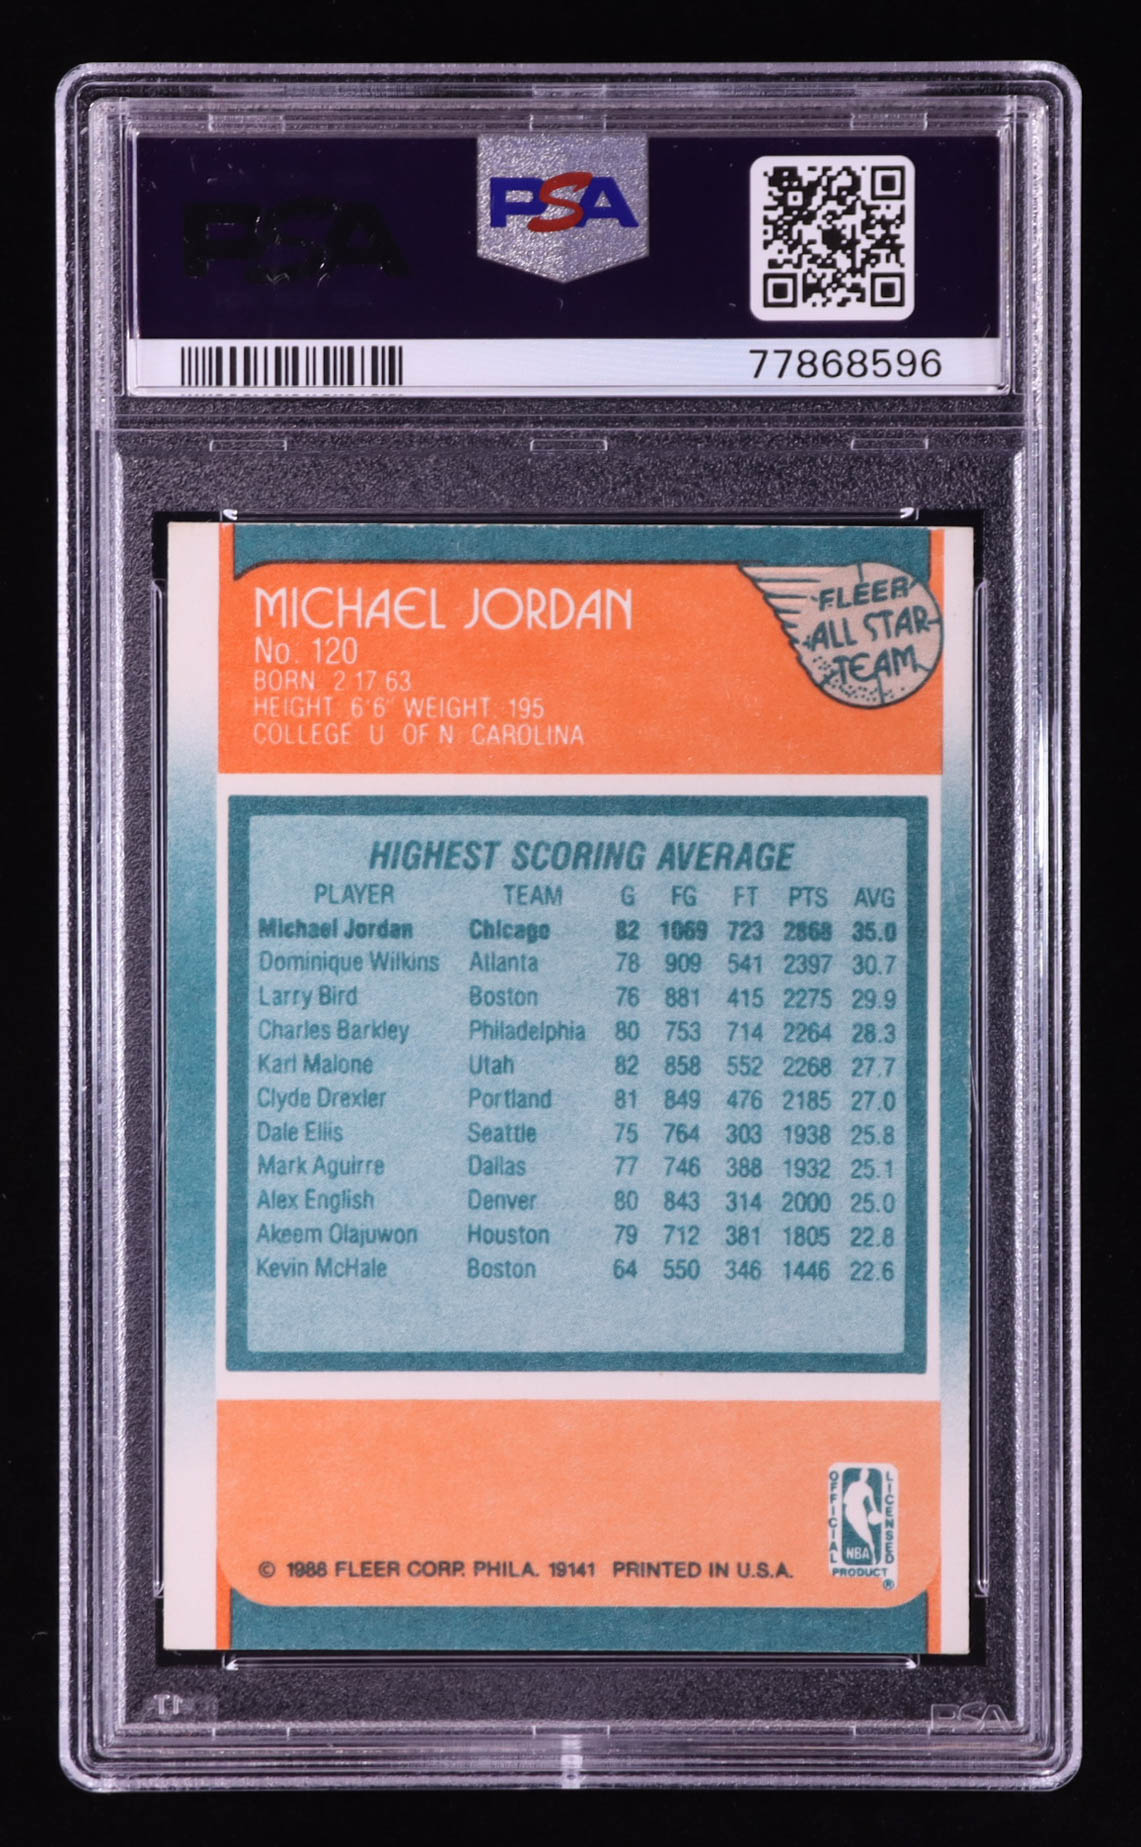 PSA
PSA
77868596
MICHAEL JORDAN
No. 120
BORN 2 17 63
HEIGHT 6'6" WEIGHT 195
COLLEGE U OF N CAROLINA
FLEER
ALL STAR
TEAM
HIGHEST SCORING AVERAGE
PLAYER TEAM G FG FT PTS AVG
Michael Jordan Chicago 82 1069 723 2868 35.0
Dominique Wilkins Atlanta 78 909 541 2397 30.7
Larry Bird Boston 76 881 415 2275 29.9
Charles Barkley Philadelphia 80 753 714 2264 28.3
Karl Malone Utah 82 858 552 2268 27.7
Clyde Drexler Portland 81 849 476 2185 27.0
Dale Ellis Seattle 75 764 303 1938 25.8
Mark Aguirre Dallas 77 746 388 1932 25.1
Alex English Denver 80 843 314 2000 25.0
Akeem Olajuwon Houston 79 712 381 1805 22.8
Kevin McHale Boston 64 550 346 1446 22.6
OFFICIAL
LICENSED
NBA
PRODUCT
®
© 1988 FLEER CORP. PHILA. 19141 PRINTED IN U.S.A.
PSA